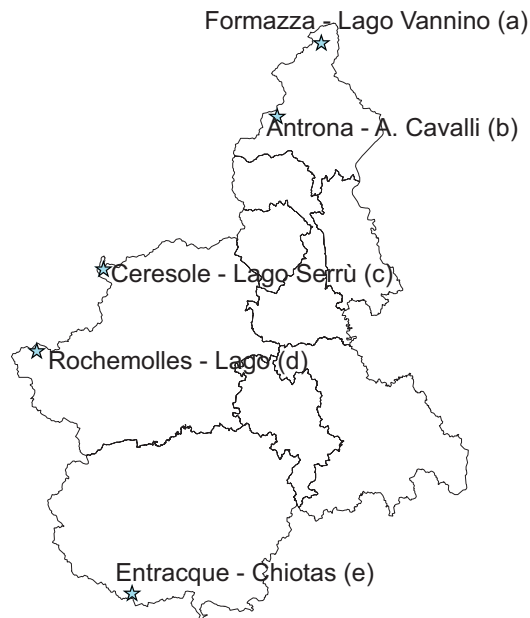 Formazza - Lago Vannino (a)
Antrona - A. Cavalli (b)
Ceresole - Lago Serrù (c)
Rochemolles - Lago (d)
Entracque - Chiotas (e)